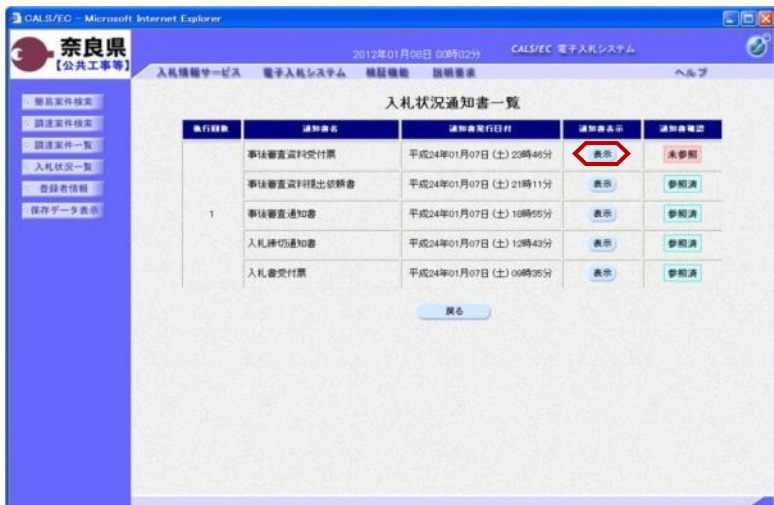 CALS/EC - Microsoft Internet Explorer
奈良県
【公共工事等】
2012年01月08日 00時02分
CALS/EC 電子入札システム
入札情報サービス 電子入札システム 検証機能 説明要求 ヘルプ
簡易案件検索
調達案件検索
調達案件一覧
入札状況一覧
登録者情報
保存データ表示
入札状況通知書一覧
執行回数 通知書名 通知書発行日付 通知書表示 通知書確認
事後審査資料受付票 平成24年01月07日 (土) 23時46分 表示 未参照
事後審査資料提出依頼書 平成24年01月07日 (土) 21時11分 表示 参照済
1 事後審査通知書 平成24年01月07日 (土) 18時55分 表示 参照済
入札締切通知書 平成24年01月07日 (土) 12時43分 表示 参照済
入札書受付票 平成24年01月07日 (土) 09時35分 表示 参照済
戻る